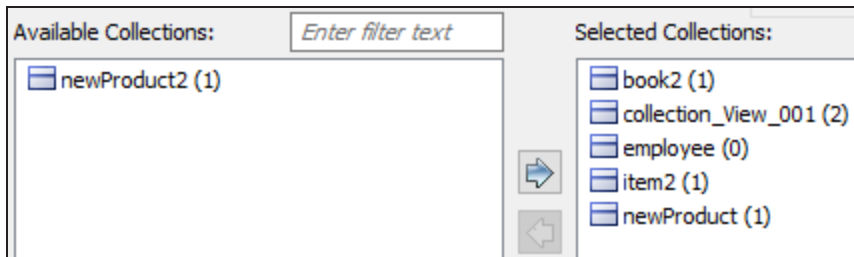 Available Collections:
Enter filter text
newProduct2 (1)
Selected Collections:
book2 (1)
collection_View_001 (2)
employee (0)
item2 (1)
newProduct (1)